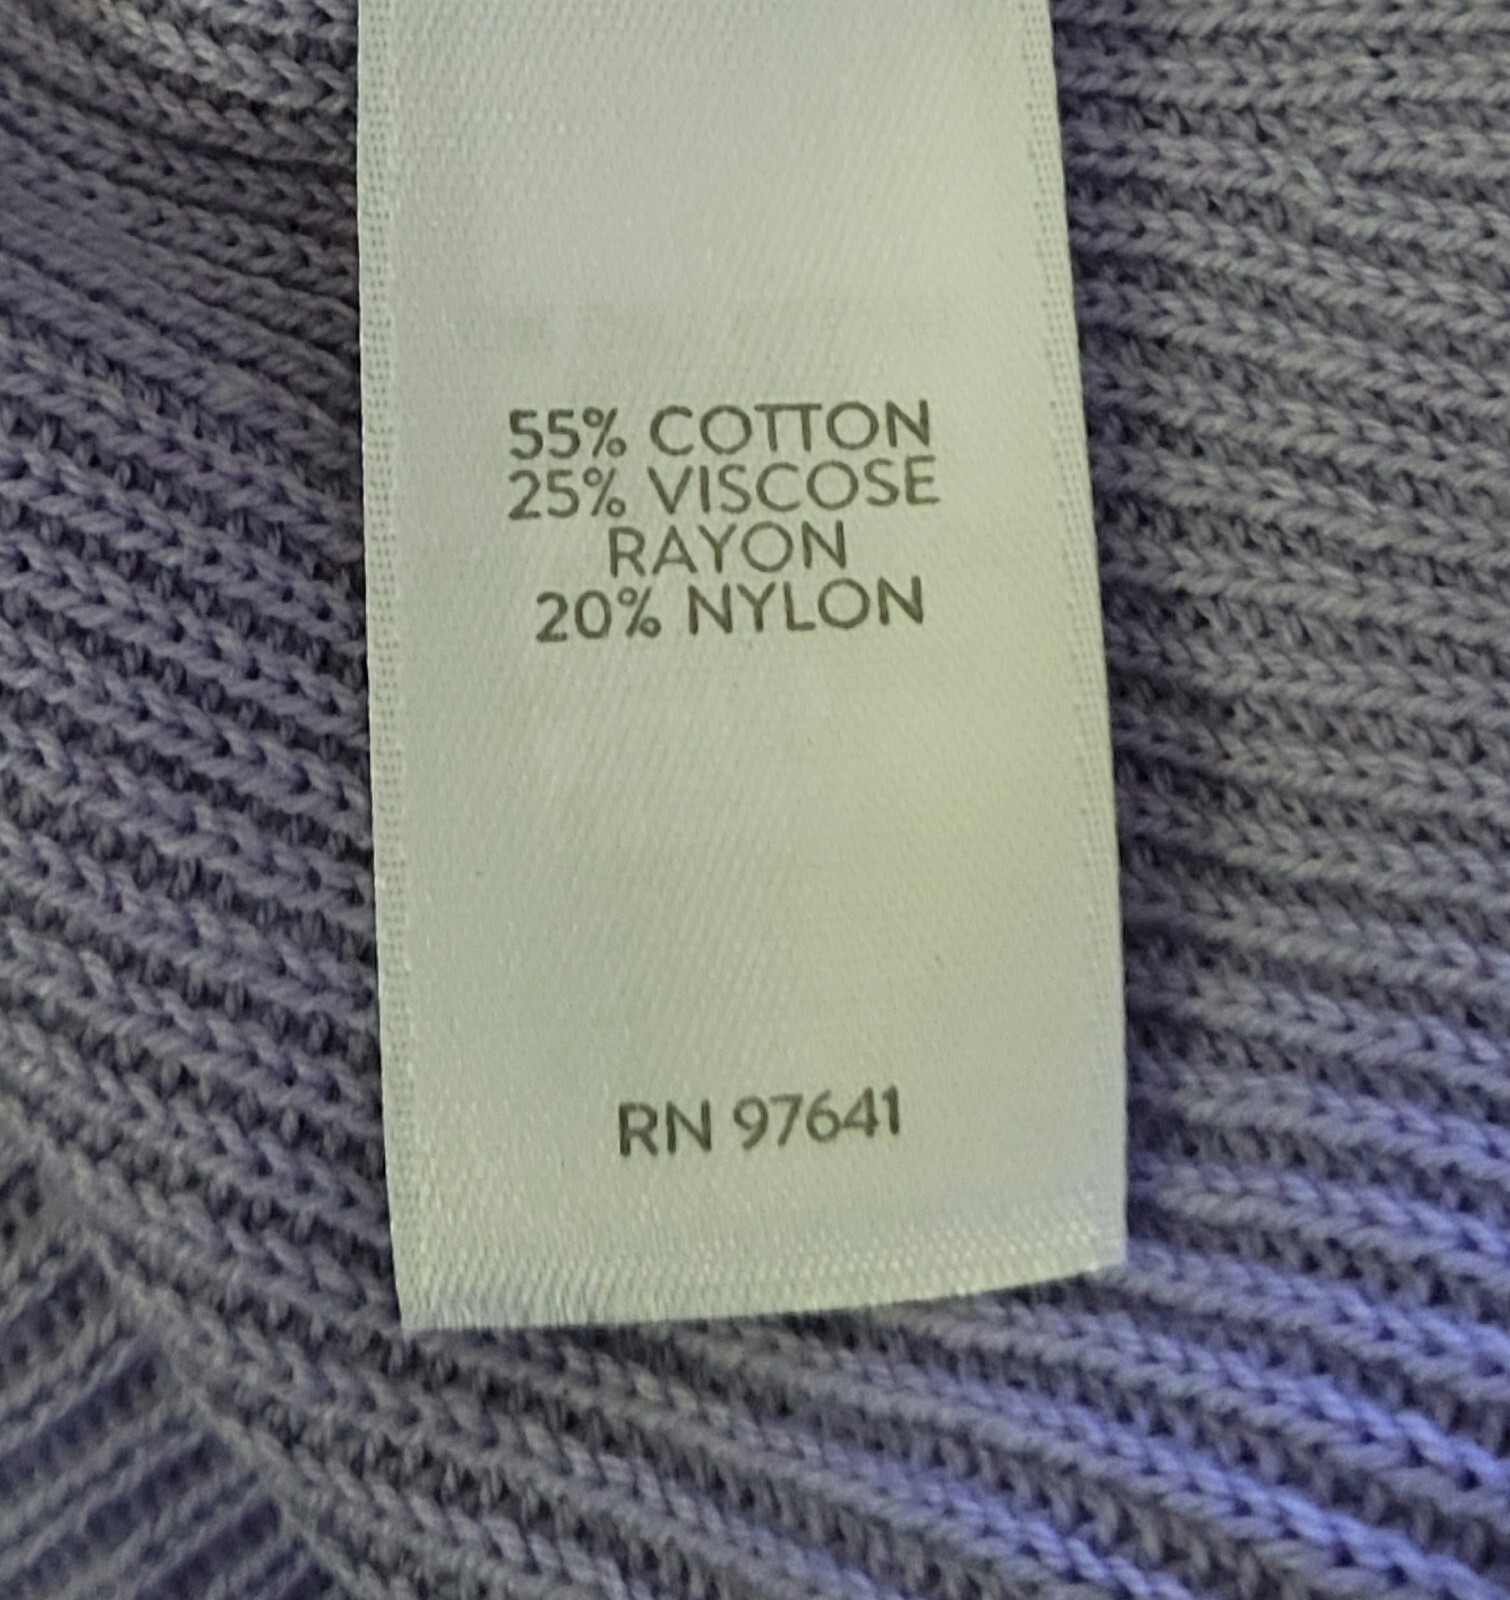 55% COTTON
25% VISCOSE
RAYON
20% NYLON
RN 97641